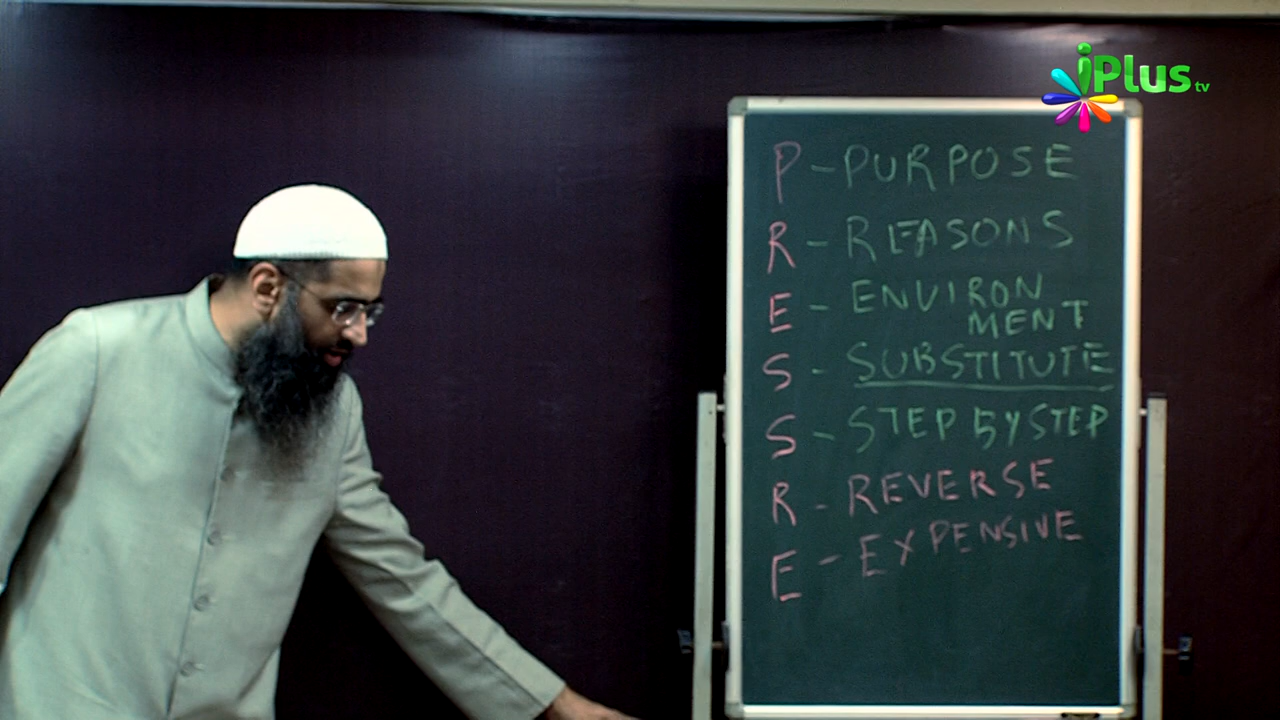 iPlus tv
P - PURPOSE
R - REASONS
E - ENVIRON
MENT
S - SUBSTITUTE
S - STEP BY STEP
R - REVERSE
E - EXPENSIVE